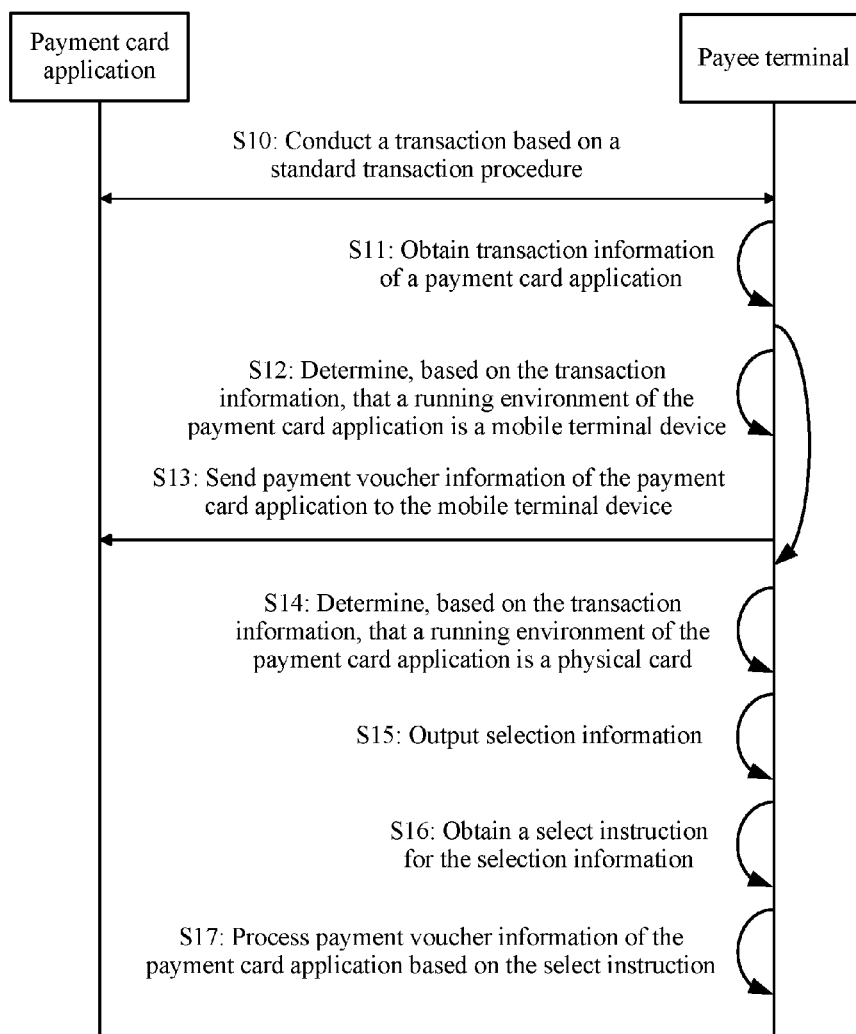 Payment card
application
Payee terminal
S10: Conduct a transaction based on a
standard transaction procedure
S11: Obtain transaction information
of a payment card application
S12: Determine, based on the transaction
information, that a running environment of the
payment card application is a mobile terminal device
S13: Send payment voucher information of the payment
card application to the mobile terminal device
S14: Determine, based on the transaction
information, that a running environment of the
payment card application is a physical card
S15: Output selection information
S16: Obtain a select instruction
for the selection information
S17: Process payment voucher information of the
payment card application based on the select instruction